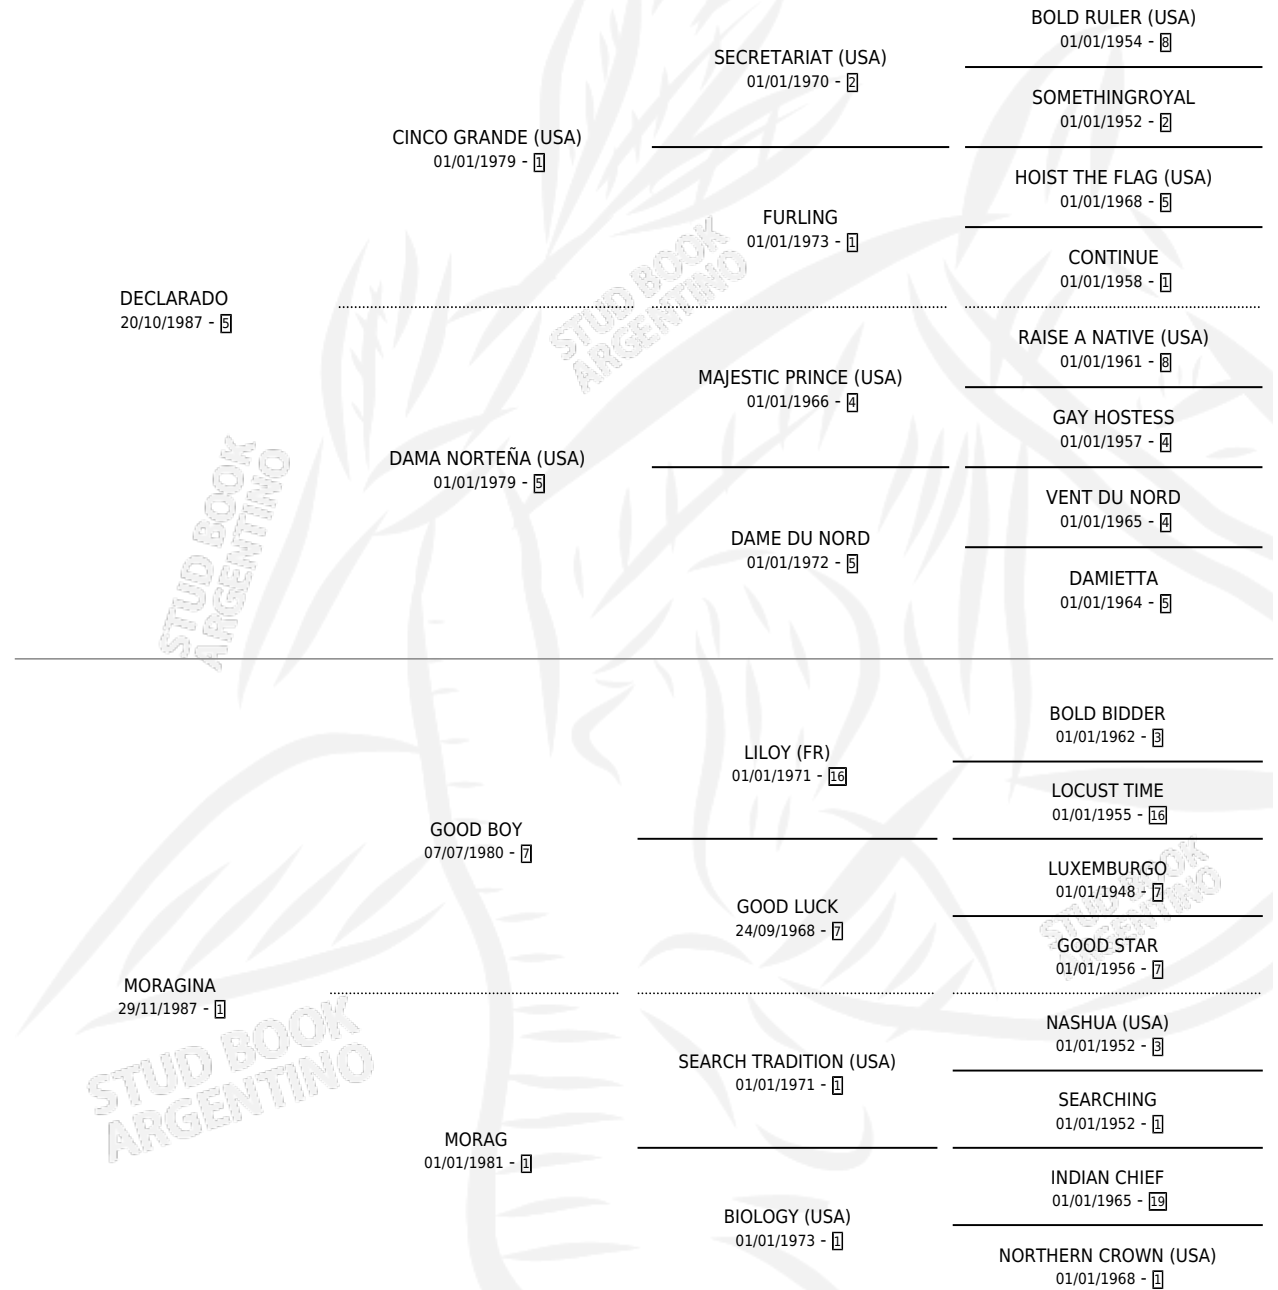 BOLD RULER (USA)
01/01/1954 - 8
SECRETARIAT (USA)
01/01/1970 - 2
SOMETHINGROYAL
01/01/1952 - 2
CINCO GRANDE (USA)
01/01/1979 - 1
HOIST THE FLAG (USA)
01/01/1968 - 5
FURLING
01/01/1973 - 1
CONTINUE
01/01/1958 - 1
DECLARADO
20/10/1987 - 5
STUD BOOK
ARGENTINO
RAISE A NATIVE (USA)
01/01/1961 - 8
MAJESTIC PRINCE (USA)
01/01/1966 - 4
GAY HOSTESS
01/01/1957 - 4
DAMA NORTEÑA (USA)
01/01/1979 - 5
STUD BOOK
ARGENTINO
VENT DU NORD
01/01/1965 - 4
DAME DU NORD
01/01/1972 - 5
DAMIETTA
01/01/1964 - 5
BOLD BIDDER
01/01/1962 - 3
LILOY (FR)
01/01/1971 - 16
LOCUST TIME
01/01/1955 - 16
GOOD BOY
07/07/1980 - 7
LUXEMBURGO
01/01/1948 - 7
STUD BOOK
ARGENTINO
GOOD LUCK
24/09/1968 - 7
GOOD STAR
01/01/1956 - 7
MORAGINA
29/11/1987 - 1
STUD BOOK
ARGENTINO
NASHUA (USA)
01/01/1952 - 3
SEARCH TRADITION (USA)
01/01/1971 - 1
SEARCHING
01/01/1952 - 1
MORAG
01/01/1981 - 1
INDIAN CHIEF
01/01/1965 - 19
BIOLOGY (USA)
01/01/1973 - 1
NORTHERN CROWN (USA)
01/01/1968 - 1